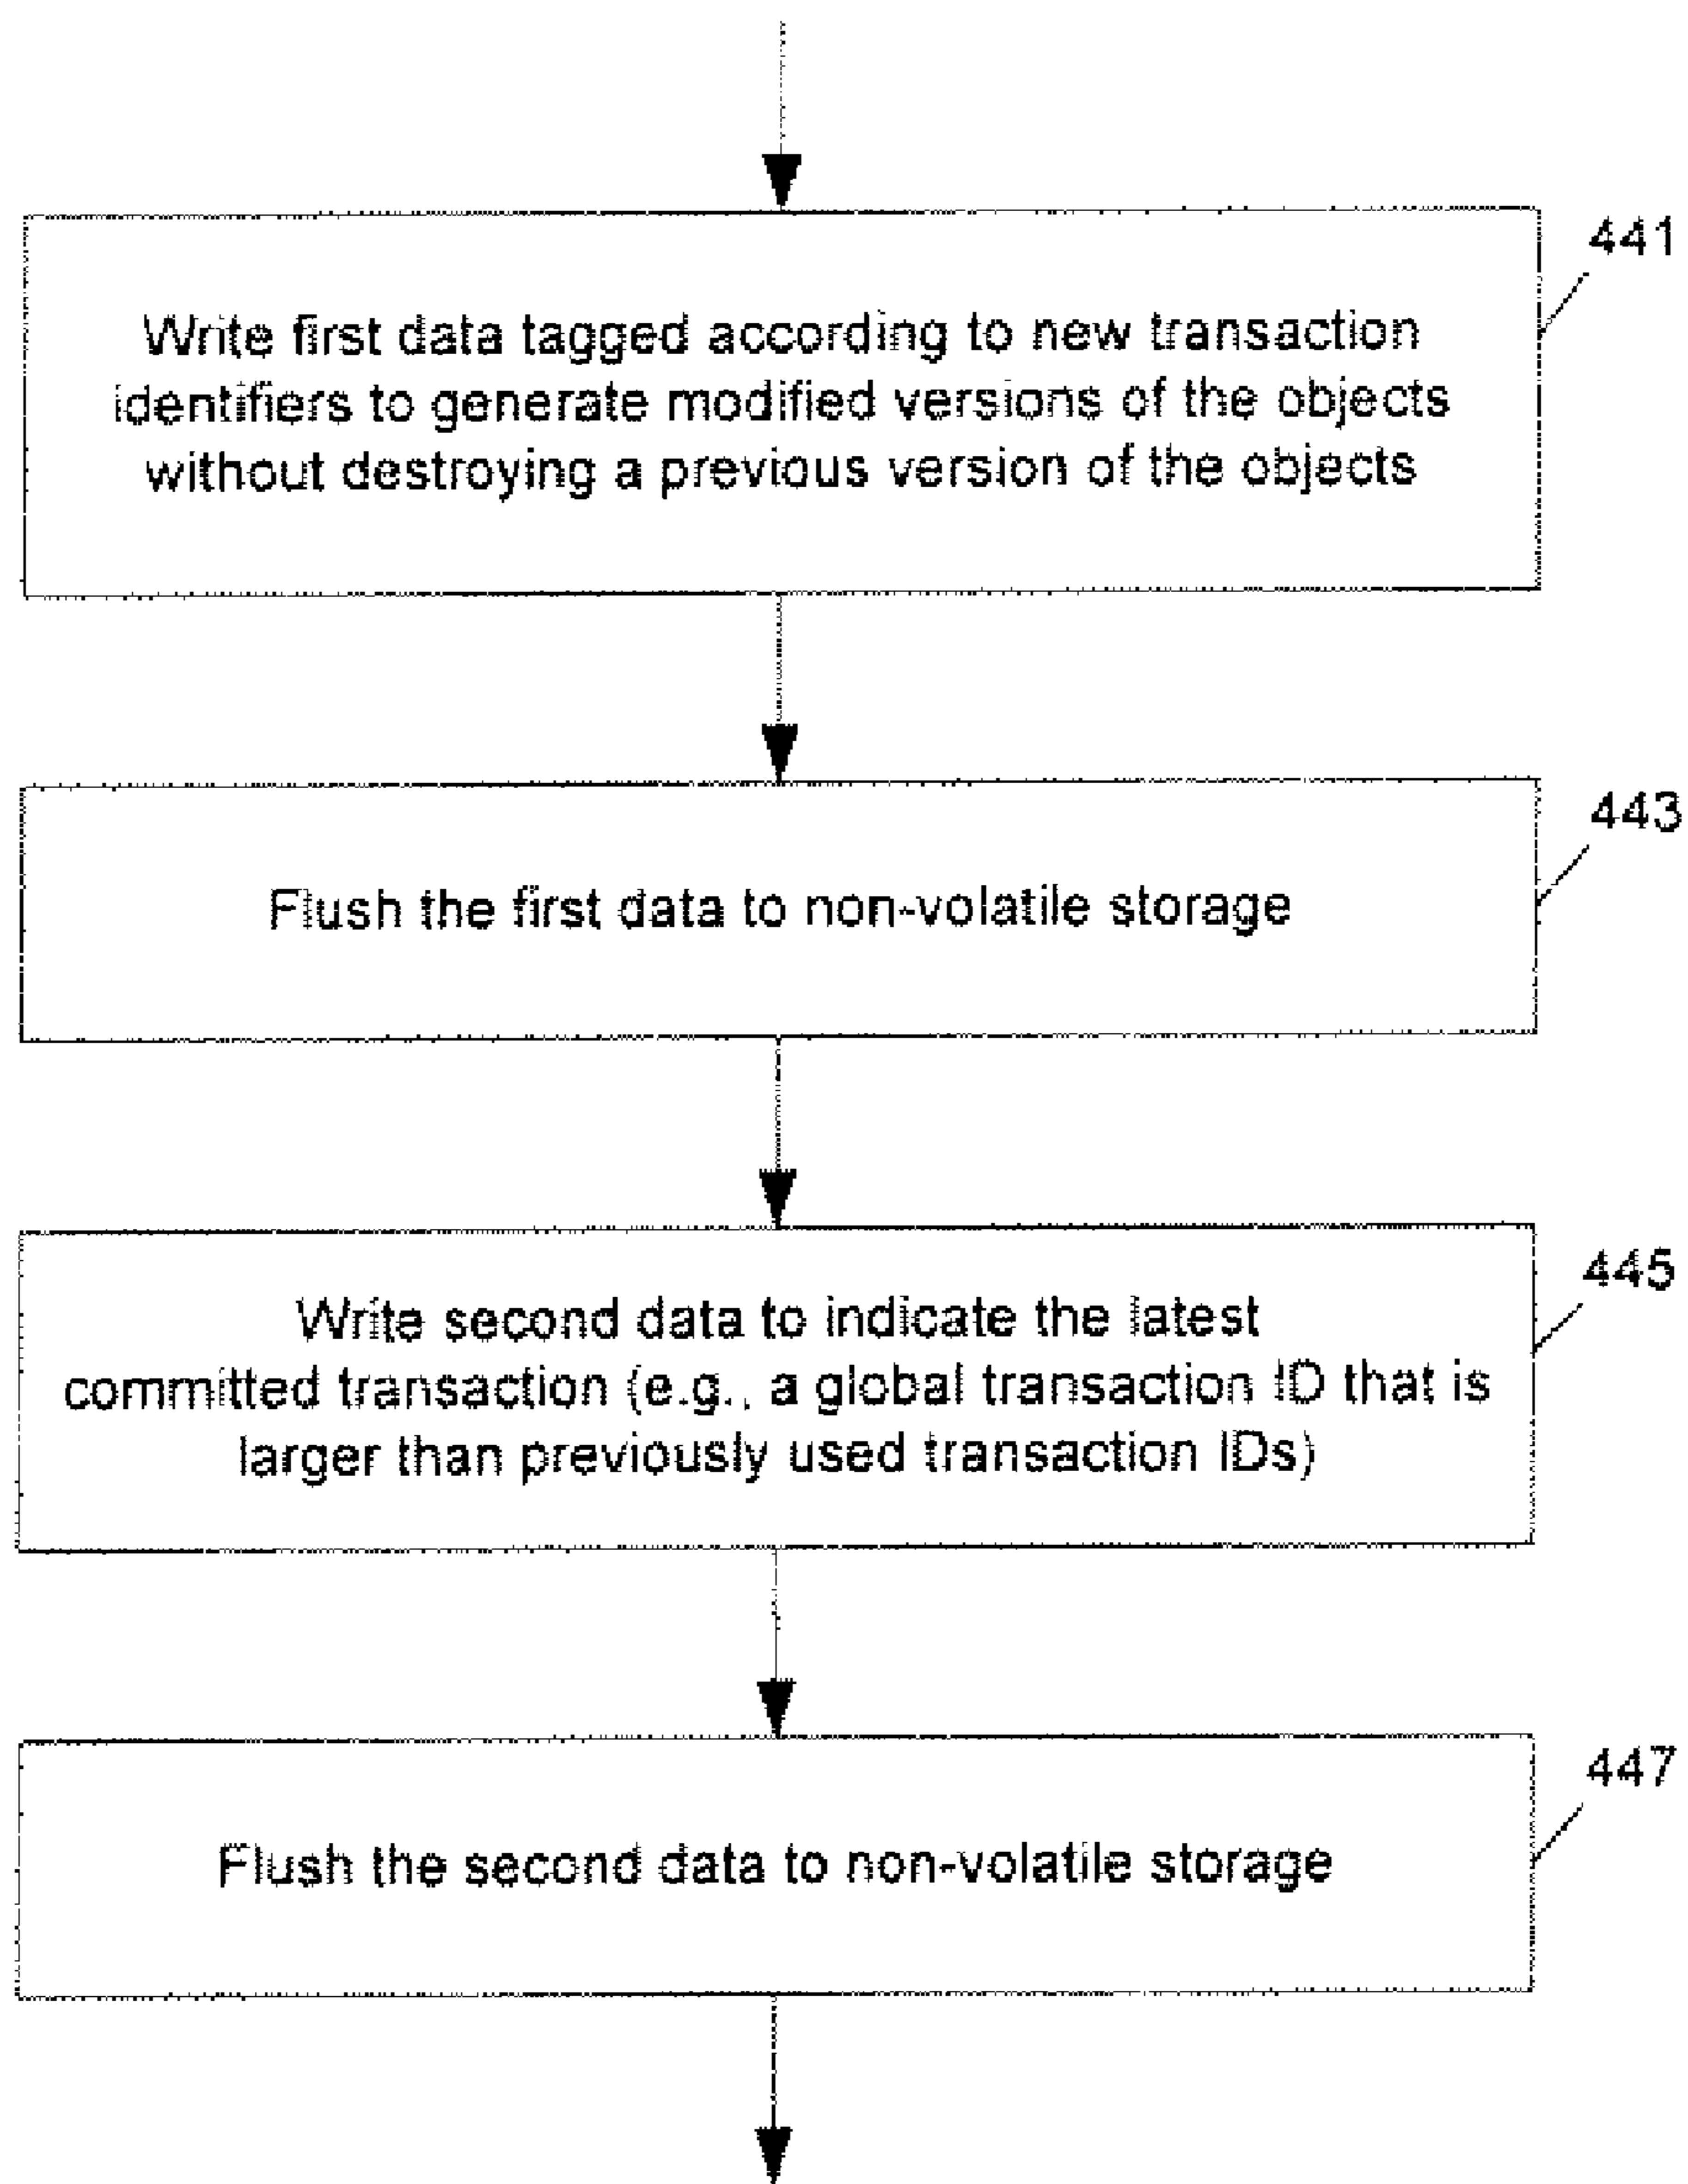 441
Write first data tagged according to new transaction
identifiers to generate modified versions of the objects
without destroying a previous version of the objects
443
Flush the first data to non-volatile storage
445
Write second data to indicate the latest
committed transaction (e.g., a global transaction ID that is
larger than previously used transaction IDs)
447
Flush the second data to non-volatile storage